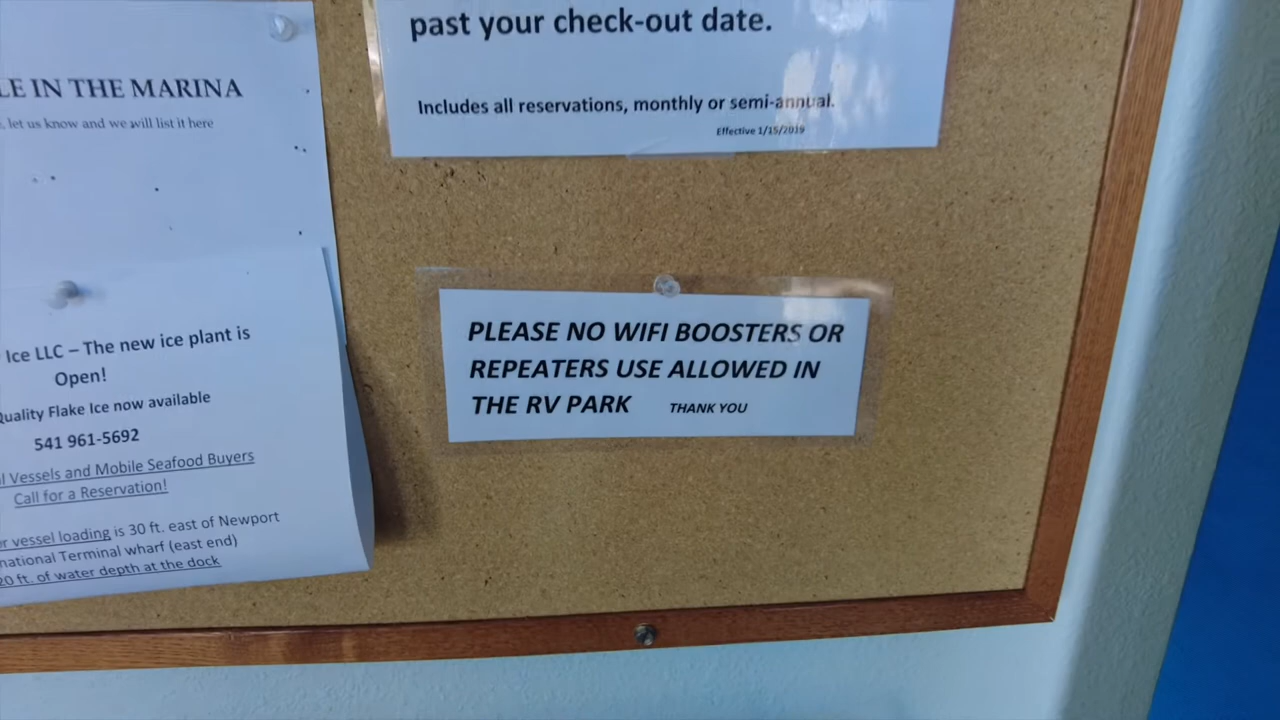 LE IN THE MARINA
, let us know and we will list it here
Ice LLC – The new ice plant is
Open!
Quality Flake Ice now available
541 961-5692
l Vessels and Mobile Seafood Buyers
Call for a Reservation!
r vessel loading is 30 ft. east of Newport
national Terminal wharf (east end)
20 ft. of water depth at the dock
past your check-out date.
Includes all reservations, monthly or semi-annual.
Effective 1/15/2019
PLEASE NO WIFI BOOSTERS OR
REPEATERS USE ALLOWED IN
THE RV PARK THANK YOU